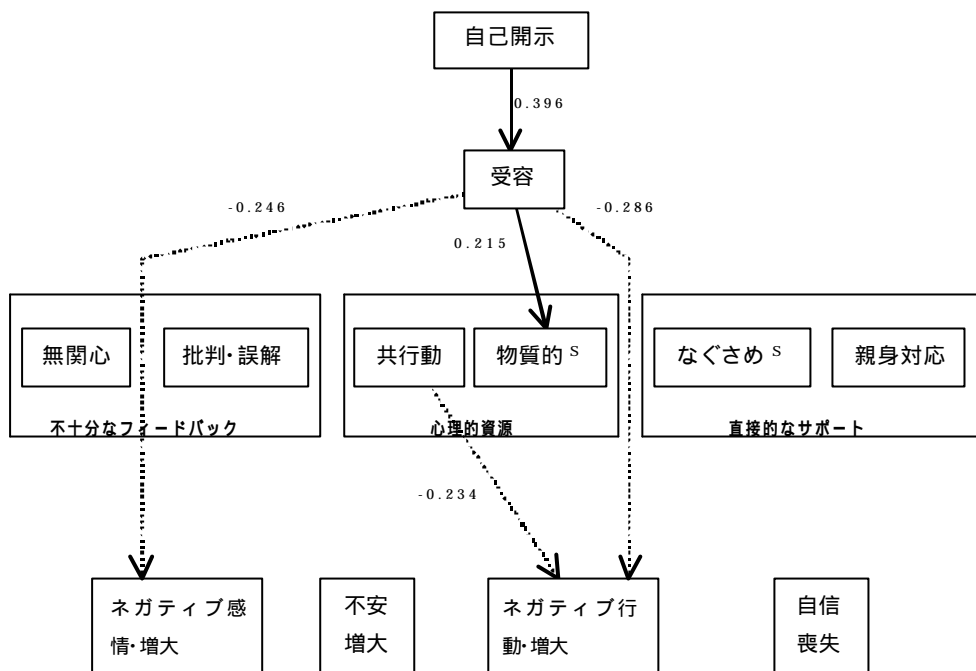 自己開示
0.396
受容
-0.246
-0.286
0.215
無関心
批判・誤解
共行動
物質的 S
なぐさめ S
親身対応
不十分なフィードバック
心理的資源
直接的なサポート
-0.234
ネガティブ感
情・増大
不安
増大
ネガティブ行
動・増大
自信
喪失